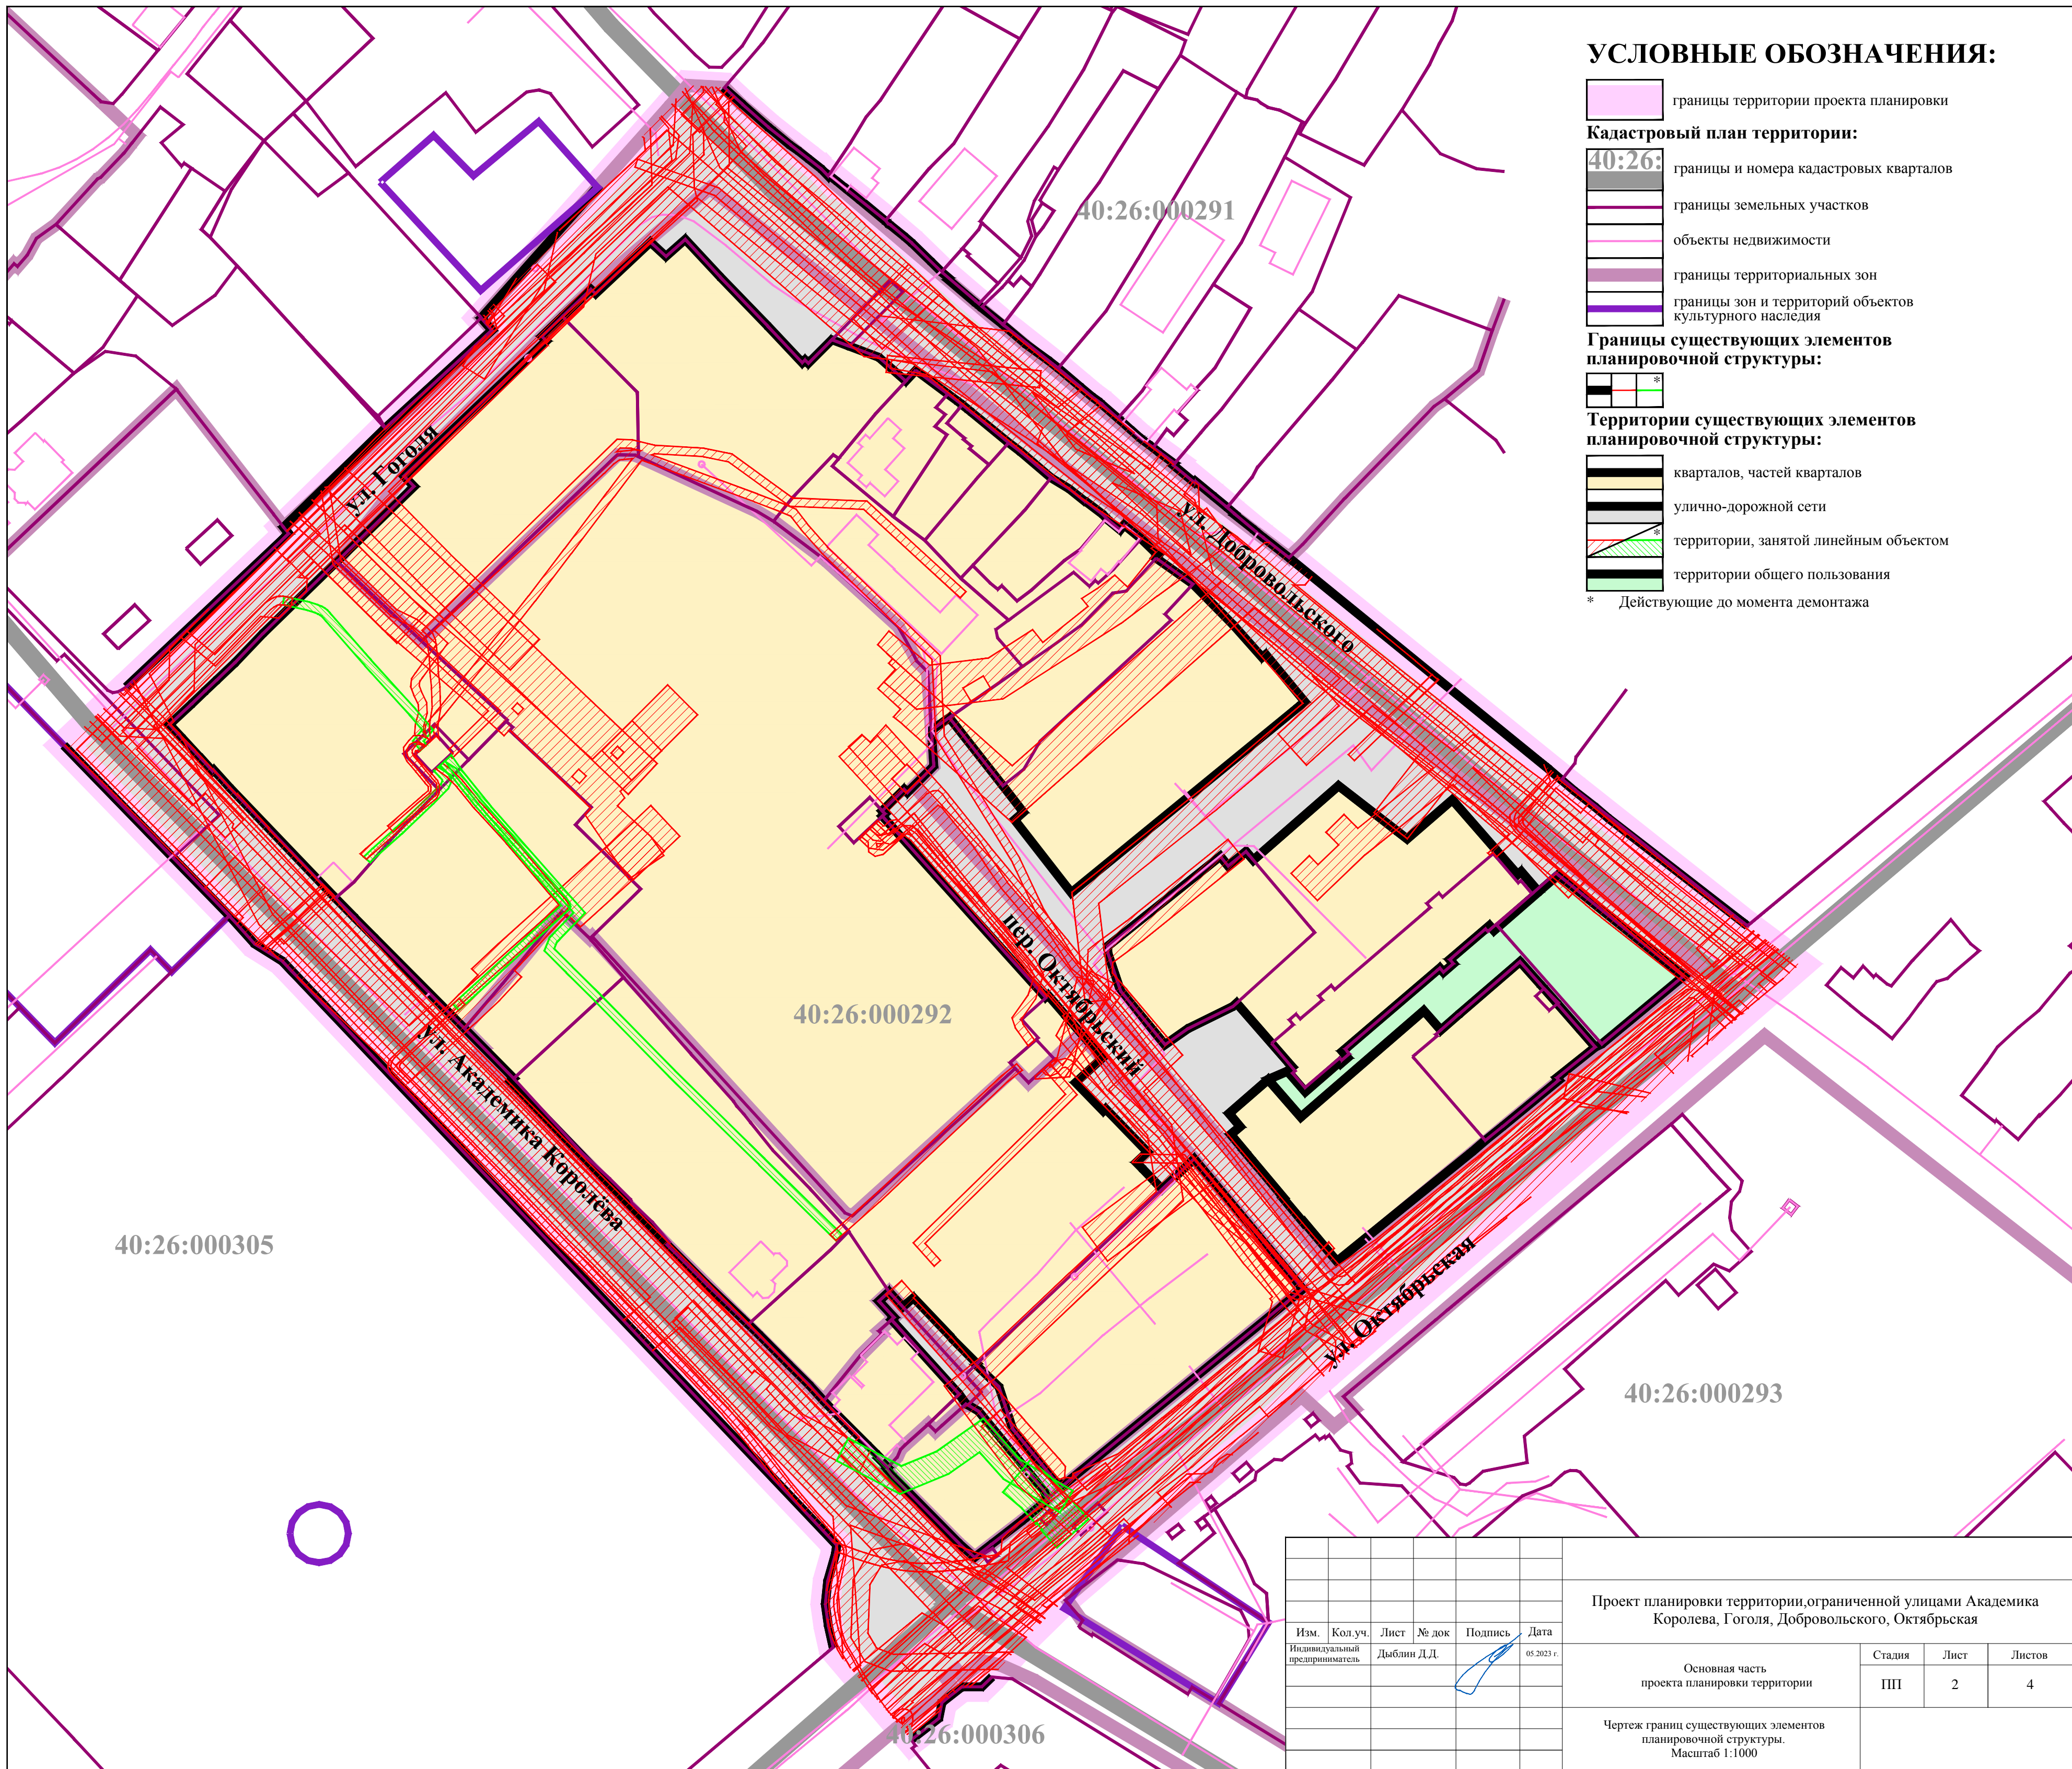 УСЛОВНЫЕ ОБОЗНАЧЕНИЯ:
границы территории проекта планировки
Кадастровый план территории:
40:26:
границы и номера кадастровых кварталов
границы земельных участков
объекты недвижимости
границы территориальных зон
границы зон и территорий объектов
культурного наследия
Границы существующих элементов
планировочной структуры:
*
Территории существующих элементов
планировочной структуры:
кварталов, частей кварталов
улично-дорожной сети
*
территории, занятой линейным объектом
территории общего пользования
* Действующие до момента демонтажа
40:26:000291
ул. Гоголя
ул. Добровольского
пер. Октябрьский
40:26:000292
ул. Академика Королёва
40:26:000305
ул. Октябрьская
40:26:000293
40:26:000306
Проект планировки территории,ограниченной улицами Академика
Королева, Гоголя, Добровольского, Октябрьская
Изм. Кол.уч. Лист № док Подпись Дата
Индивидуальный
предприниматель
Дыблин Д.Д.
05.2023 г.
Основная часть
проекта планировки территории
Стадия Лист Листов
ПП 2 4
Чертеж границ существующих элементов
планировочной структуры.
Масштаб 1:1000